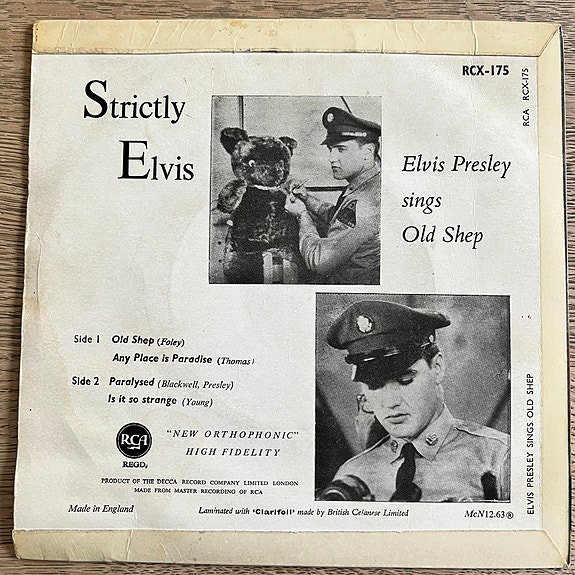 RCX-175
RCA RCX-175
Strictly
Elvis
Elvis Presley
sings
Old Shep
Side 1 Old Shep (Foley)
Any Place is Paradise (Thomas)
Side 2 Paralysed (Blackwell, Presley)
Is it so strange (Young)
RCA
REGD.
"NEW ORTHOPHONIC"
HIGH FIDELITY
PRODUCT OF THE DECCA RECORD COMPANY LIMITED LONDON
MADE FROM MASTER RECORDING OF RCA
Made in England
Laminated with 'Clarifoil' made by British Celanese Limited
McN12.63 ®
ELVIS PRESLEY SINGS OLD SHEP